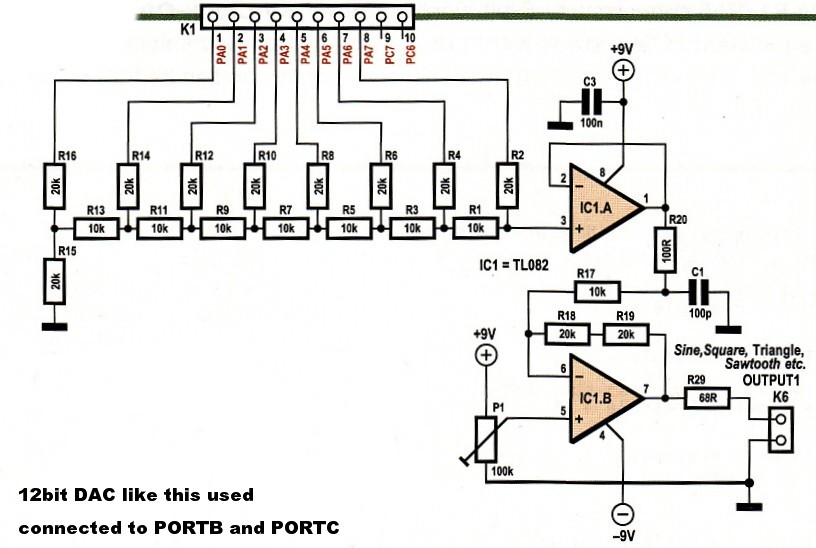 K1
1 2 3 4 5 6 7 8 9 10
PA0 PA1 PA2 PA3 PA4 PA5 PA6 PA7 PC7 PC6
+9V
C3
100n
R16 R14 R12 R10 R8 R6 R4 R2
20k 20k 20k 20k 20k 20k 20k 20k
R13 R11 R9 R7 R5 R3 R1
10k 10k 10k 10k 10k 10k 10k
2 8
IC1.A
1
3
R20
100R
R15
20k
IC1 = TL082
R17
10k
C1
100p
R18 R19
20k 20k
+9V
Sine,Square, Triangle,
Sawtooth etc.
OUTPUT1
K6
6
IC1.B
7
5
4
R29
68R
P1
100k
-9V
12bit DAC like this used
connected to PORTB and PORTC